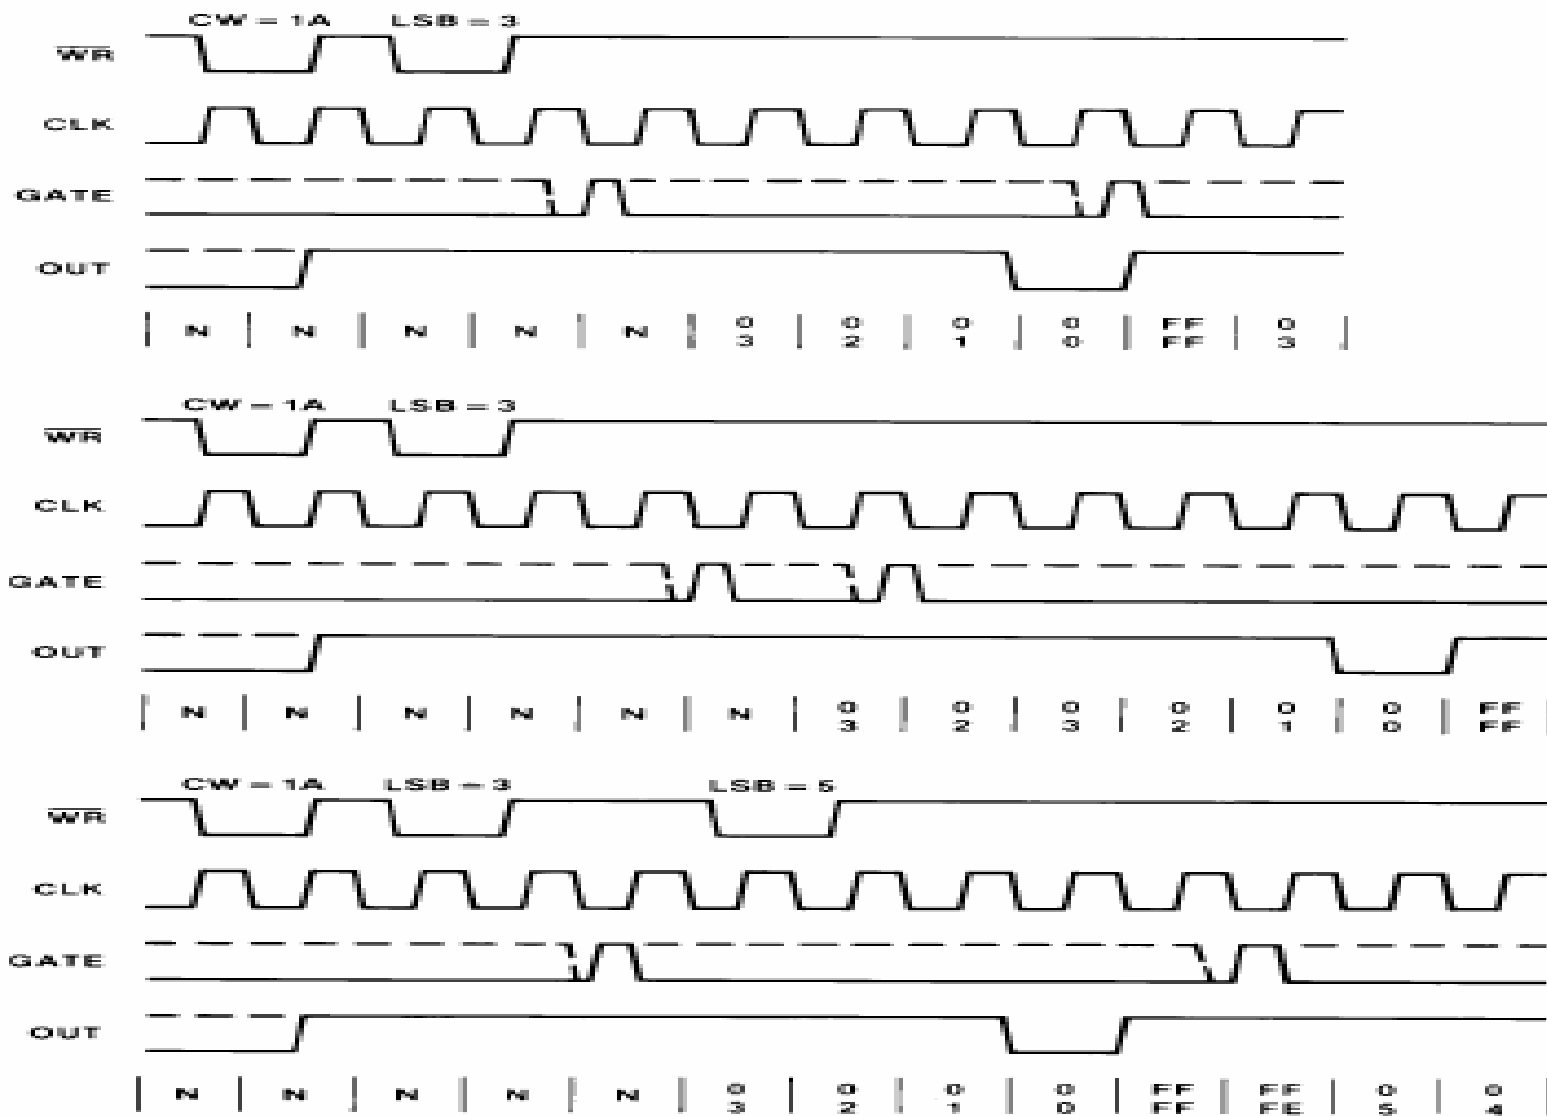 CW = 1A LSB = 3
WR
CLK
GATE
OUT
N N N N N 0 0 0 0 FF 0
3 2 1 0 FF 3
CW = 1A LSB = 3
WR
CLK
GATE
OUT
N N N N N N 0 0 0 0 0 0 FF
3 2 3 2 1 0 FF
CW = 1A LSB = 3 LSB = 5
WR
CLK
GATE
OUT
N N N N N 0 0 0 0 FF FF 0 0
3 2 1 0 FF FE 5 4